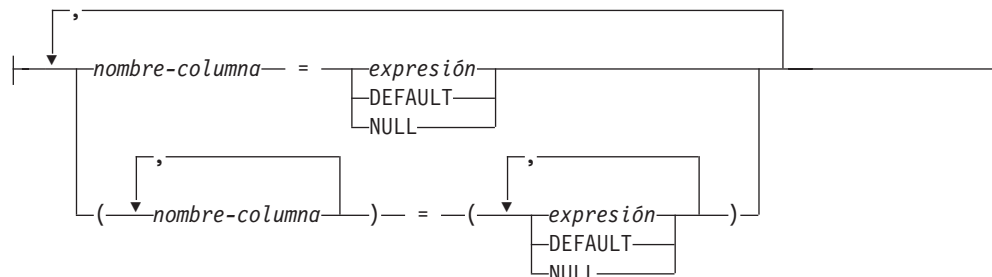 ,
nombre-columna = expresión
DEFAULT
NULL
, ,
( nombre-columna ) = ( expresión )
DEFAULT
NULL